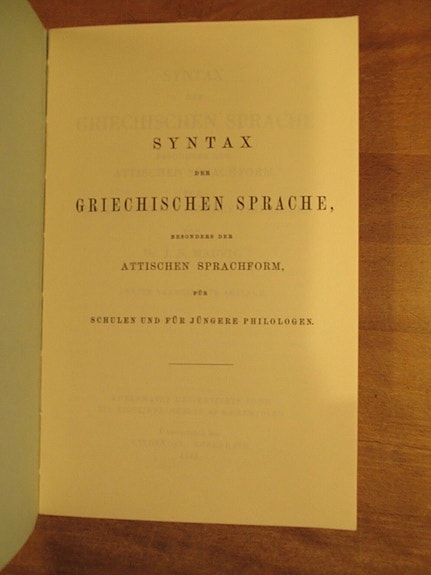 SYNTAX
DER
GRIECHISCHEN SPRACHE,
BESONDERS DER
ATTISCHEN SPRACHFORM,
FÜR
SCHULEN UND FÜR JÜNGERE PHILOLOGEN.